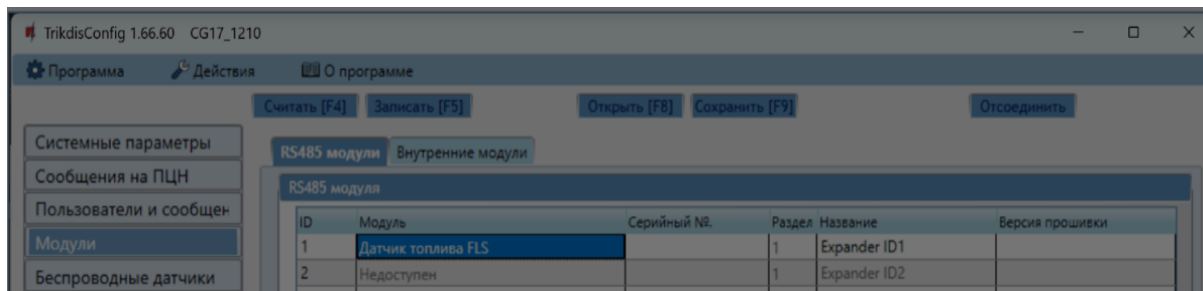 TrikdisConfig 1.66.60 CG17_1210
Программа Действия О программе
Считать [F4] Записать [F5] Открыть [F8] Сохранить [F9] Отсоединить
Системные параметры
Сообщения на ПЦН
Пользователи и сообщен
Модули
Беспроводные датчики
RS485 модули Внутренние модули
RS485 модуля
ID Модуль Серийный №. Раздел Название Версия прошивки
1 Датчик топлива FLS 1 Expander ID1
2 Недоступен 1 Expander ID2